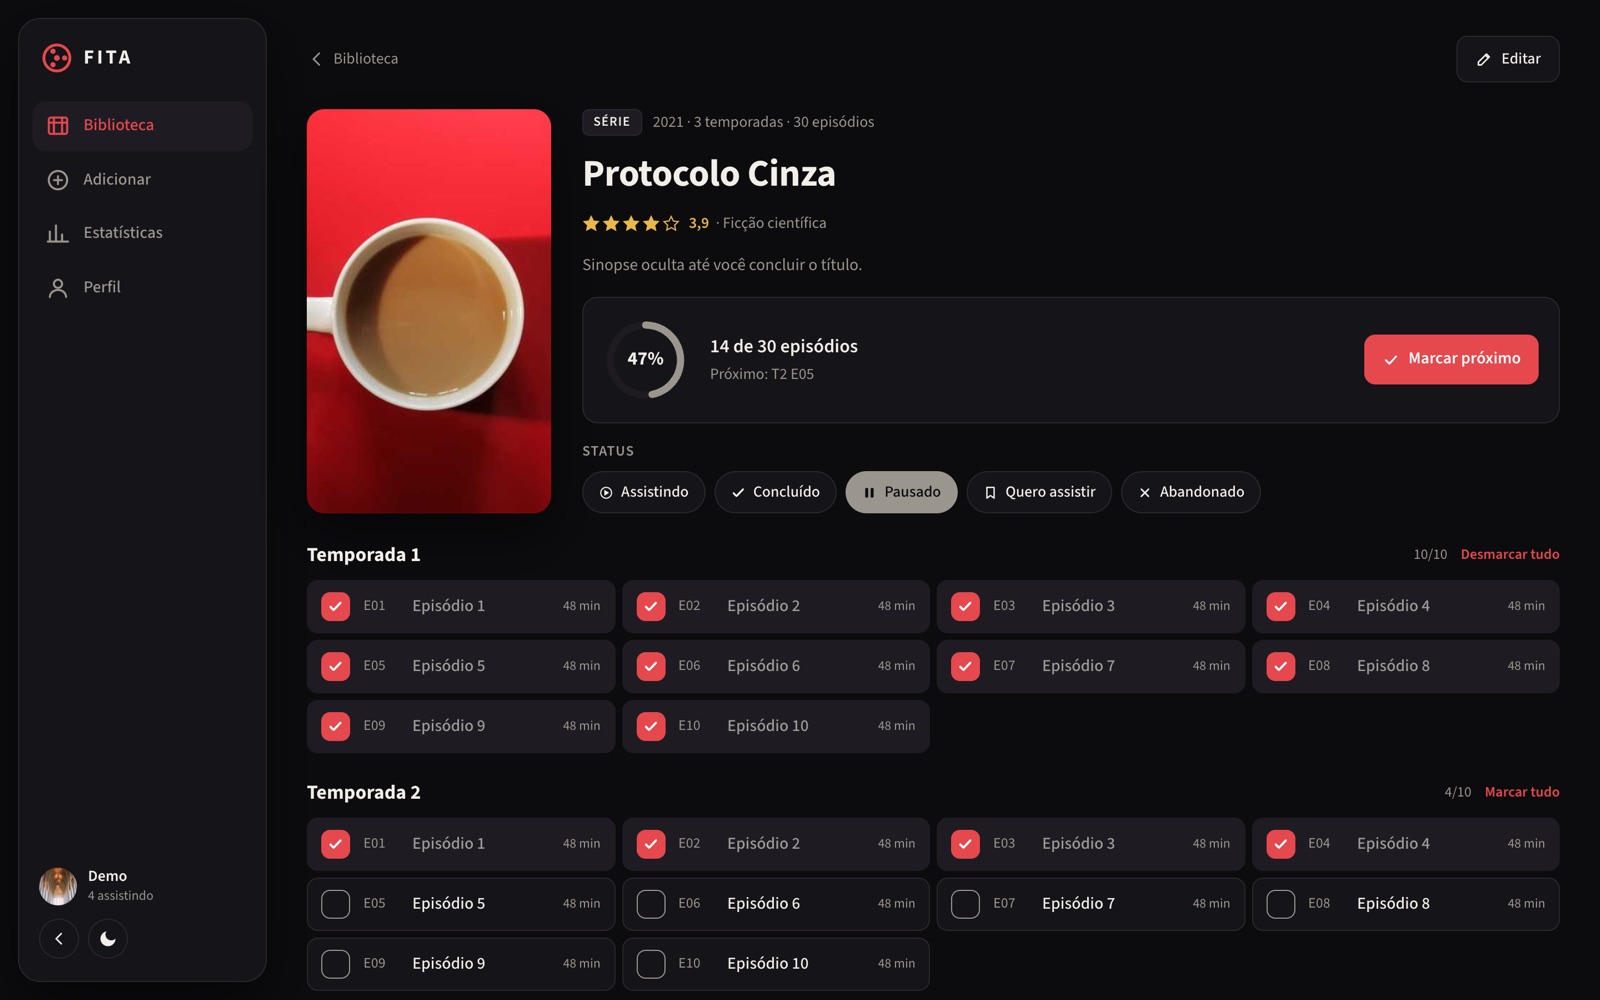 FITA
Biblioteca
Adicionar
Estatísticas
Perfil
Demo
4 assistindo
Biblioteca
Editar
SÉRIE 2021 · 3 temporadas · 30 episódios
Protocolo Cinza
3,9 · Ficção científica
Sinopse oculta até você concluir o título.
47%
14 de 30 episódios
Próximo: T2 E05
Marcar próximo
STATUS
Assistindo Concluído Pausado Quero assistir Abandonado
Temporada 1 10/10 Desmarcar tudo
E01 Episódio 1 48 min E02 Episódio 2 48 min E03 Episódio 3 48 min E04 Episódio 4 48 min
E05 Episódio 5 48 min E06 Episódio 6 48 min E07 Episódio 7 48 min E08 Episódio 8 48 min
E09 Episódio 9 48 min E10 Episódio 10 48 min
Temporada 2 4/10 Marcar tudo
E01 Episódio 1 48 min E02 Episódio 2 48 min E03 Episódio 3 48 min E04 Episódio 4 48 min
E05 Episódio 5 48 min E06 Episódio 6 48 min E07 Episódio 7 48 min E08 Episódio 8 48 min
E09 Episódio 9 48 min E10 Episódio 10 48 min